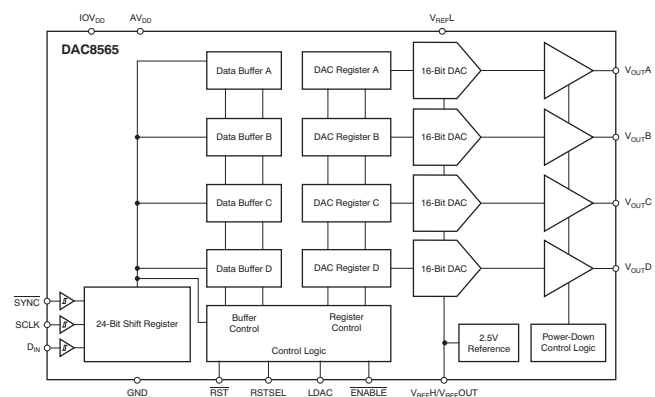 IOVDD AVDD VREFL
DAC8565
Data Buffer A DAC Register A 16-Bit DAC VOUTA
Data Buffer B DAC Register B 16-Bit DAC VOUTB
Data Buffer C DAC Register C 16-Bit DAC VOUTC
Data Buffer D DAC Register D 16-Bit DAC VOUTD
SYNC
SCLK
DIN
24-Bit Shift Register
Buffer Control
Register Control
Control Logic
2.5V Reference
Power-Down Control Logic
GND RST RSTSEL LDAC ENABLE VREFH/VREFOUT